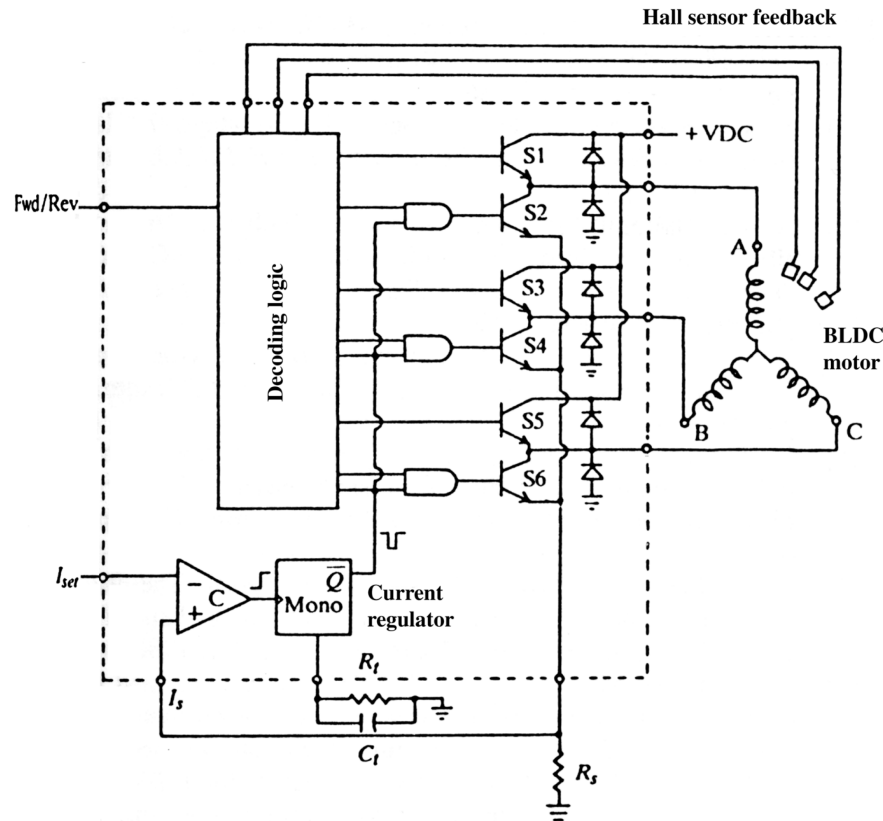 Hall sensor feedback
+ VDC
S1
Fwd/Rev
S2
A
Decoding logic
S3
BLDC
motor
S4
S5
B
C
S6
Iset
C
Q̅
Mono
Current
regulator
Is
Rt
Ct
Rs